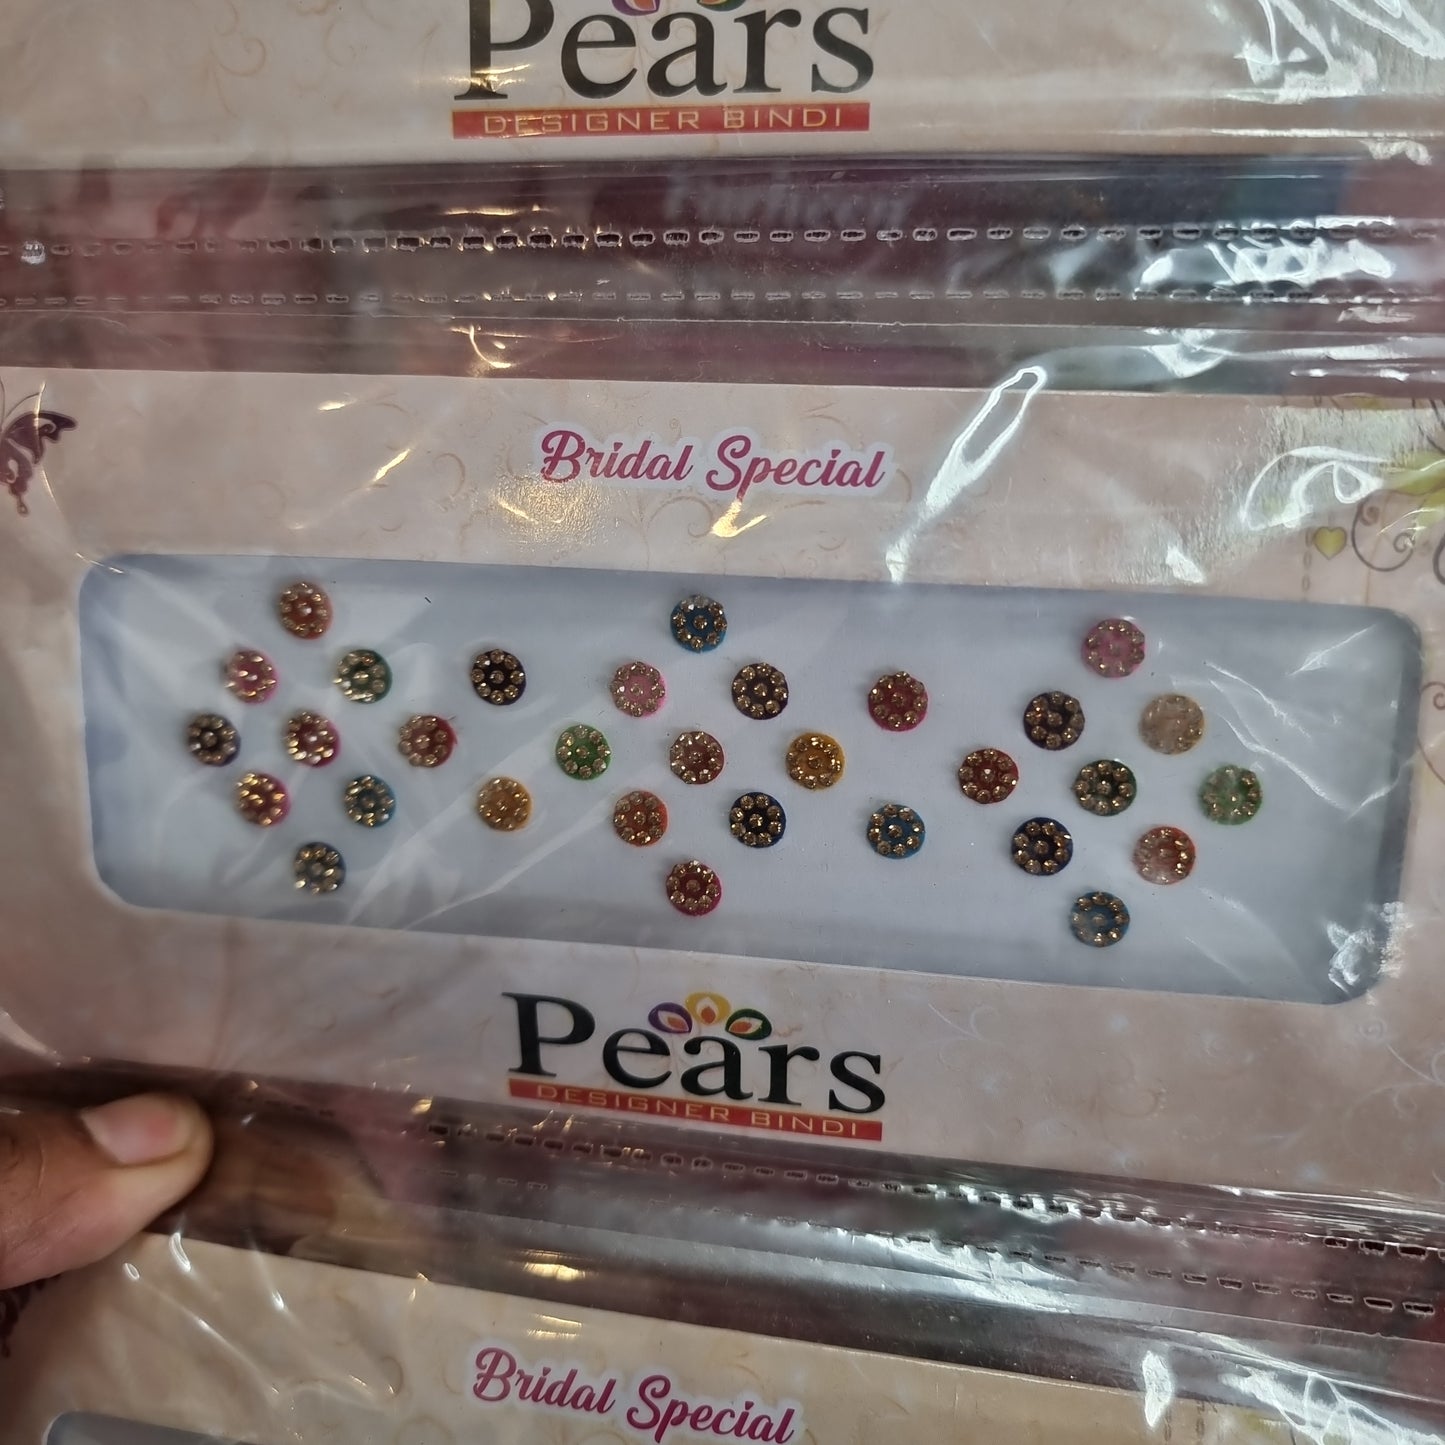 Pears
DESIGNER BINDI
Bridal Special
Pears
DESIGNER BINDI
Bridal Special